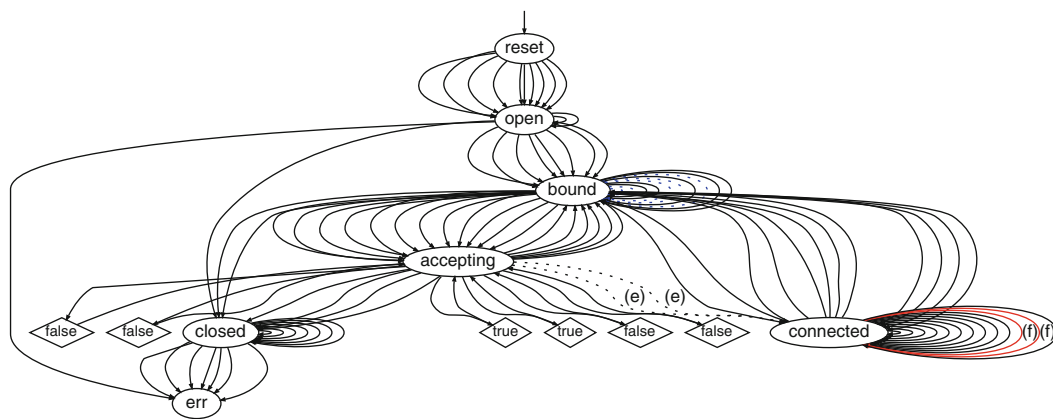 reset
open
bound
accepting
(e) (e)
false false closed true true false false connected (f) (f)
err